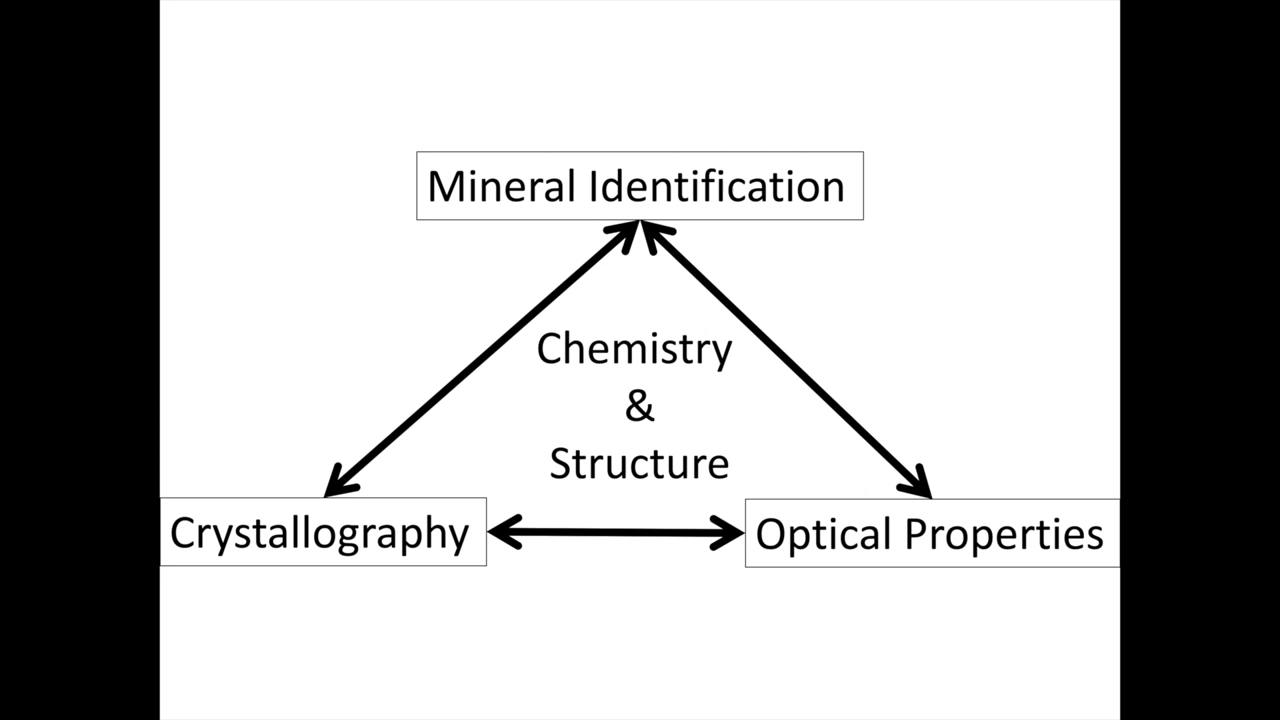 Mineral Identification
Chemistry
&
Structure
Crystallography
Optical Properties